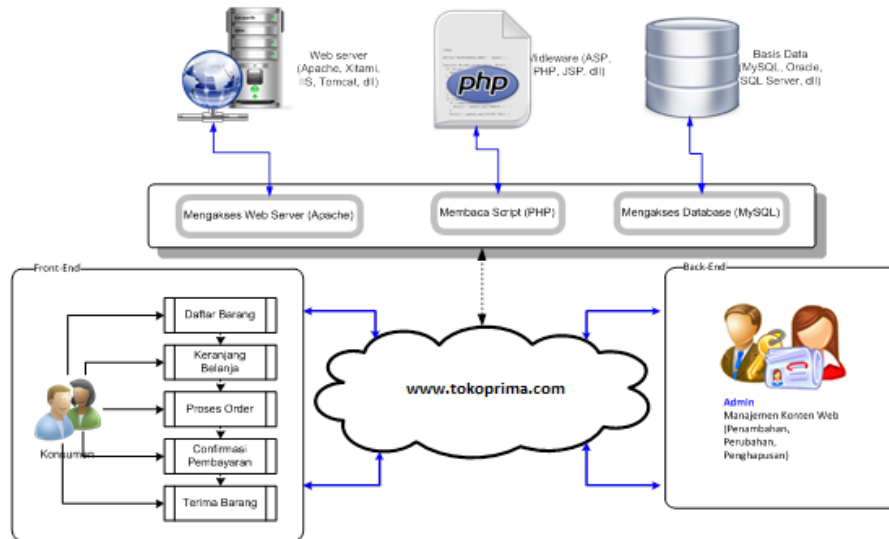 Web server
(Apache, Xitami,
IIS, Tomcat, dll)
php
Midleware (ASP,
PHP, JSP, dll)
Basis Data
(MySQL, Oracle,
SQL Server, dll)
Mengakses Web Server (Apache)
Membaca Script (PHP)
Mengakses Database (MySQL)
Front-End
Daftar Barang
Keranjang
Belanja
Proses Order
Confirmasi
Pembayaran
Terima Barang
Konsumen
www.tokoprima.com
Back-End
Admin
Manajemen Konten Web
(Penambahan,
Perubahan,
Penghapusan)